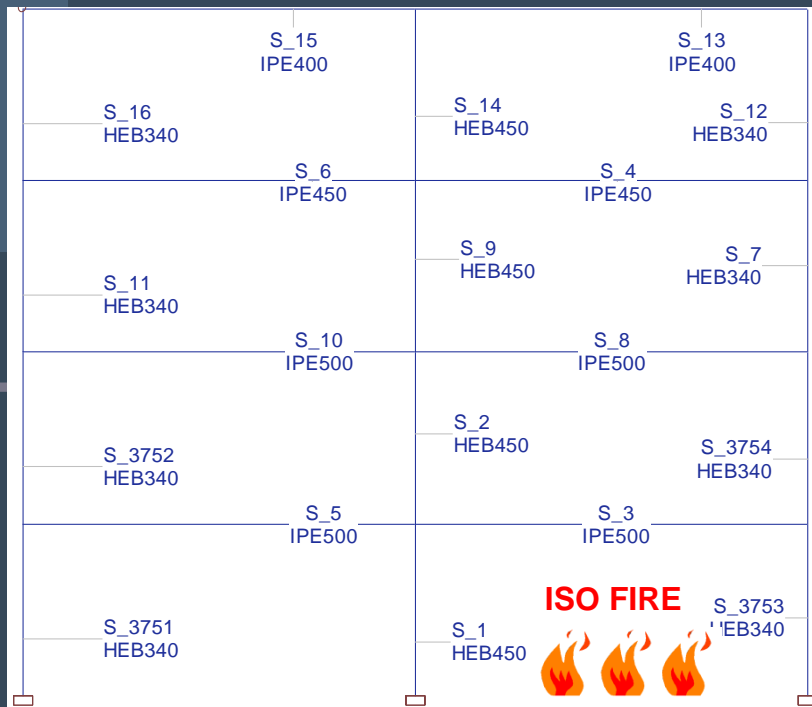 S_15
IPE400
S_13
IPE400
S_16
HEB340
S_14
HEB450
S_12
HEB340
S_6
IPE450
S_4
IPE450
S_9
HEB450
S_7
HEB340
S_11
HEB340
S_10
IPE500
S_8
IPE500
S_2
HEB450
S_3752
HEB340
S_3754
HEB340
S_5
IPE500
S_3
IPE500
ISO FIRE
S_3753
HEB340
S_3751
HEB340
S_1
HEB450